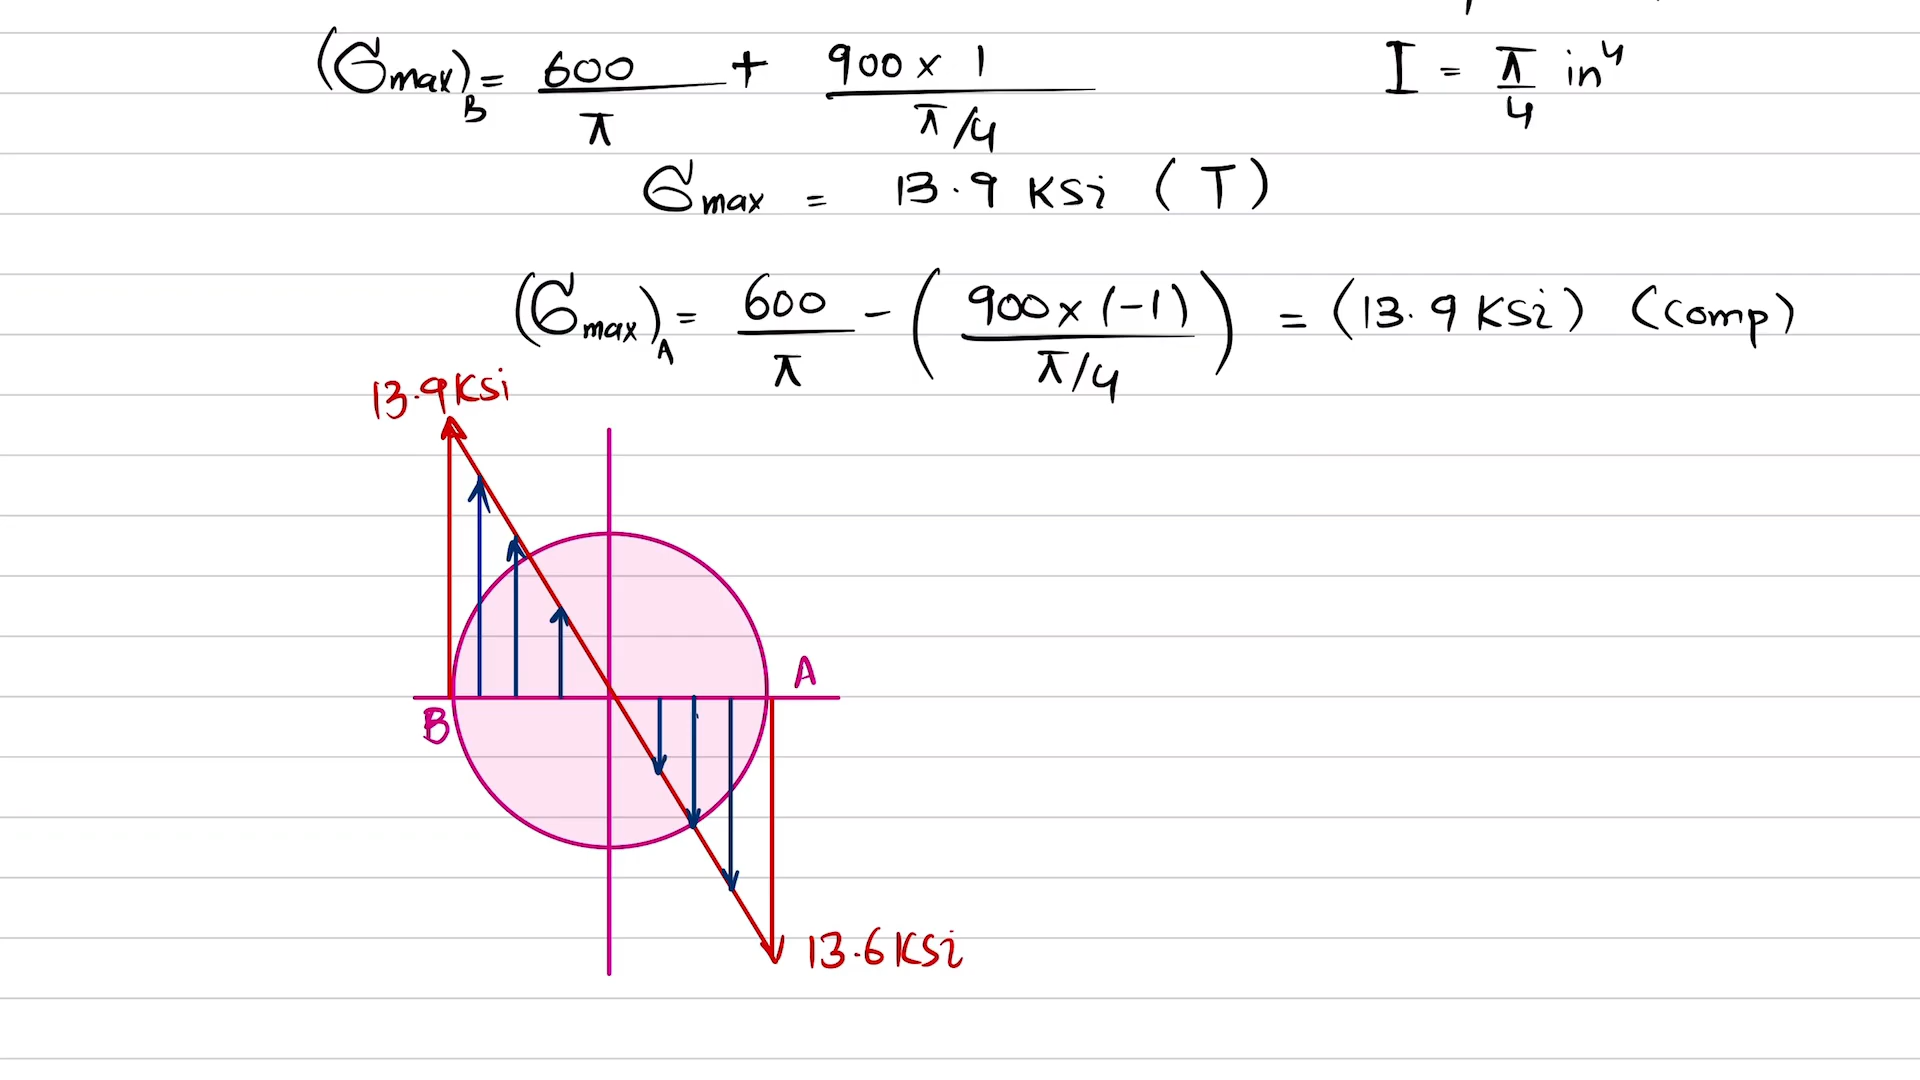 (σmax)B = 600/π + 900 x 1/π/4
I = π/4 in⁴
σmax = 13.9 Ksi (T)
(σmax)A = 600/π - (900 x (-1)/π/4) = (13.9 Ksi) (comp)
13.9 Ksi
A
B
13.6 Ksi